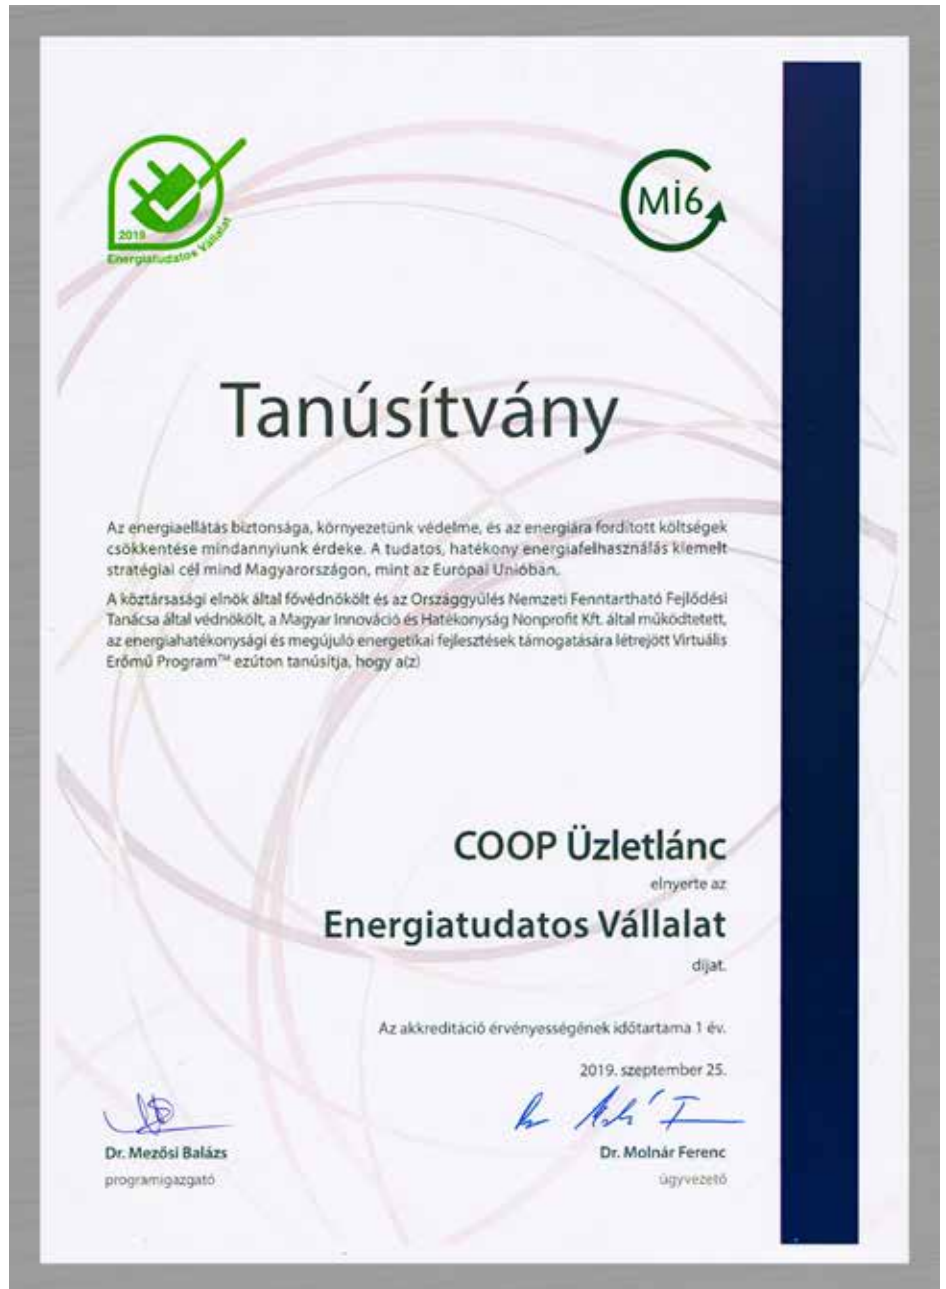 2019
Energiatudatos Vállalat
Mi6
Tanúsítvány
Az energiaellátás biztonsága, környezetünk védelme, és az energiára fordított költségek
csökkentése mindannyiunk érdeke. A tudatos, hatékony energiafelhasználás kiemelt
stratégiai cél mind Magyarországon, mint az Európai Unióban.
A köztársasági elnök által fővédnökölt és az Országgyűlés Nemzeti Fenntartható Fejlődési
Tanácsa által védnökölt, a Magyar Innováció és Hatékonyság Nonprofit Kft. által működtetett,
az energiahatékonysági és megújuló energetikai fejlesztések támogatására létrejött Virtuális
Erőmű Program™ ezúton tanúsítja, hogy a(z)
COOP Üzletlánc
elnyerte az
Energiatudatos Vállalat
díjat.
Az akkreditáció érvényességének időtartama 1 év.
2019. szeptember 25.
Dr. Mezősi Balázs
programigazgató
Dr. Molnár Ferenc
ügyvezető